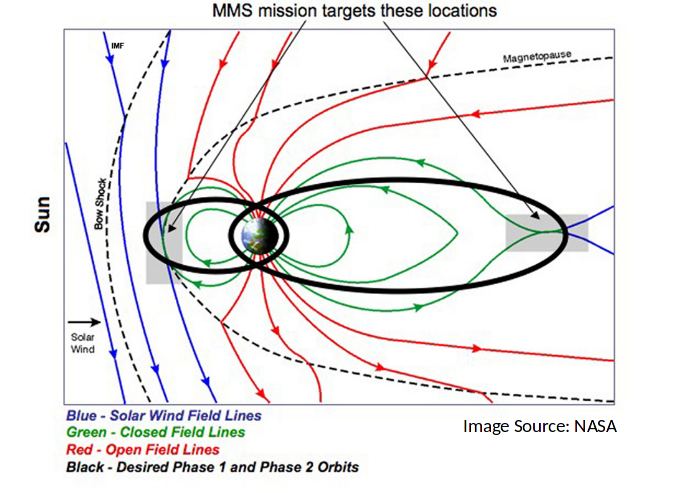 MMS mission targets these locations
IMF
Magnetopause
Bow Shock
Sun
Solar
Wind
Blue - Solar Wind Field Lines
Green - Closed Field Lines
Red - Open Field Lines
Black - Desired Phase 1 and Phase 2 Orbits
Image Source: NASA